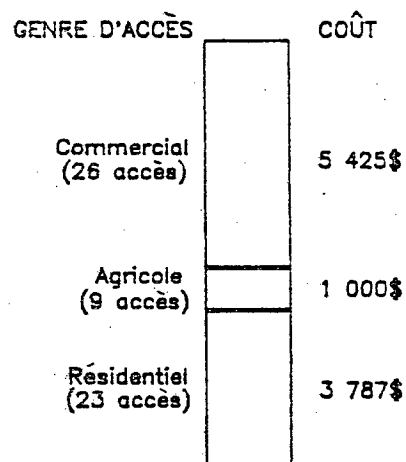 GENRE D'ACCÈS COÛT
Commercial
(26 accès) 5 425$
Agricole
(9 accès) 1 000$
Résidentiel
(23 accès) 3 787$